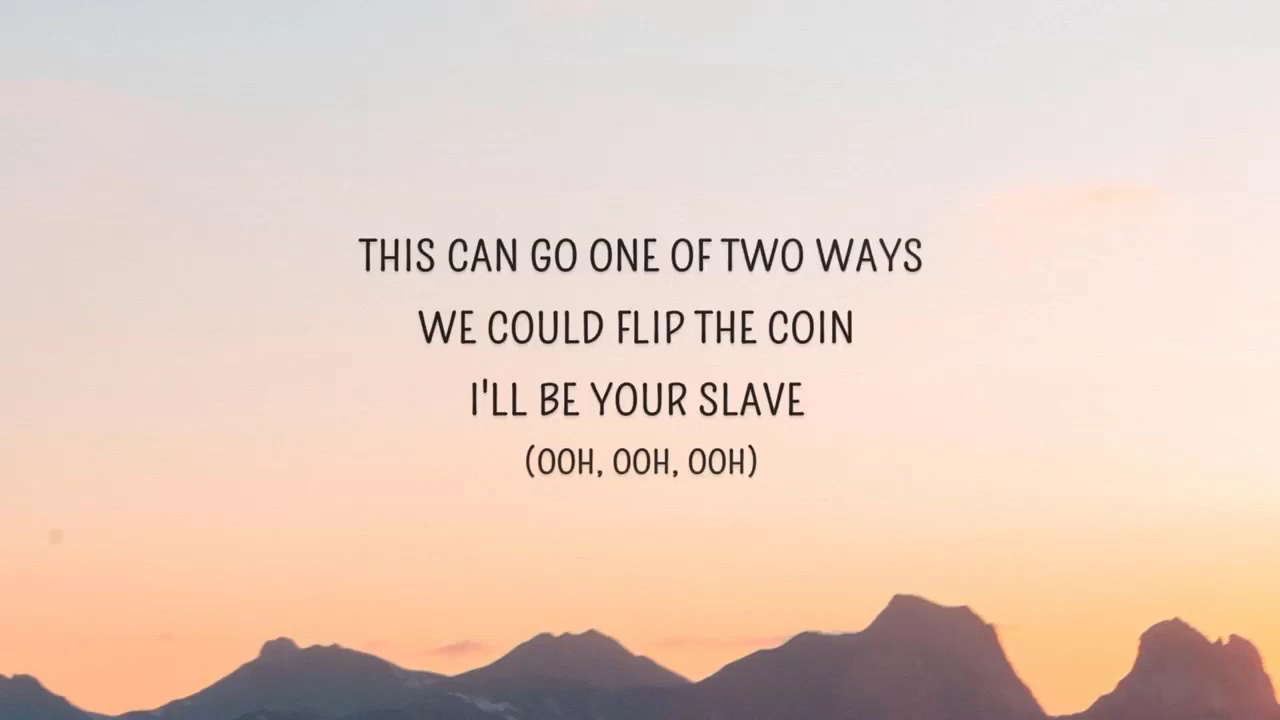 THIS CAN GO ONE OF TWO WAYS
WE COULD FLIP THE COIN
I'LL BE YOUR SLAVE
(OOH, OOH, OOH)